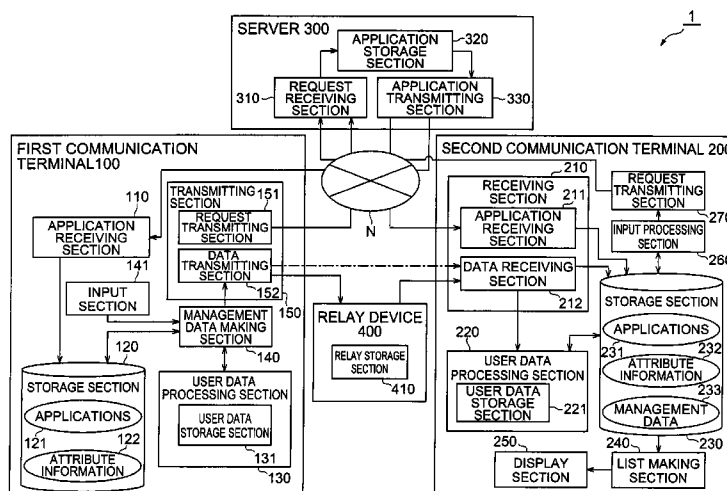 1
SERVER 300
APPLICATION
STORAGE
SECTION
320
310
REQUEST
RECEIVING
SECTION
APPLICATION
TRANSMITTING
SECTION
330
FIRST COMMUNICATION
TERMINAL100
110
APPLICATION
RECEIVING SECTION
141
INPUT
SECTION
TRANSMITTING
SECTION
151
REQUEST
TRANSMITTING
SECTION
DATA
TRANSMITTING
SECTION
152
150
MANAGEMENT
DATA MAKING
SECTION
140
120
STORAGE SECTION
APPLICATIONS
121
122
ATTRIBUTE
INFORMATION
USER DATA
PROCESSING SECTION
USER DATA
STORAGE SECTION
131
130
N
RELAY DEVICE
400
RELAY STORAGE
SECTION
410
SECOND COMMUNICATION TERMINAL 200
210
RECEIVING
SECTION
211
APPLICATION
RECEIVING
SECTION
DATA RECEIVING
SECTION
212
REQUEST
TRANSMITTING
SECTION
270
INPUT PROCESSING
SECTION
260
220
USER DATA
PROCESSING SECTION
USER DATA
STORAGE
SECTION
221
STORAGE SECTION
APPLICATIONS
231
232
ATTRIBUTE
INFORMATION
233
MANAGEMENT
DATA
230
250
DISPLAY
SECTION
240
LIST MAKING
SECTION